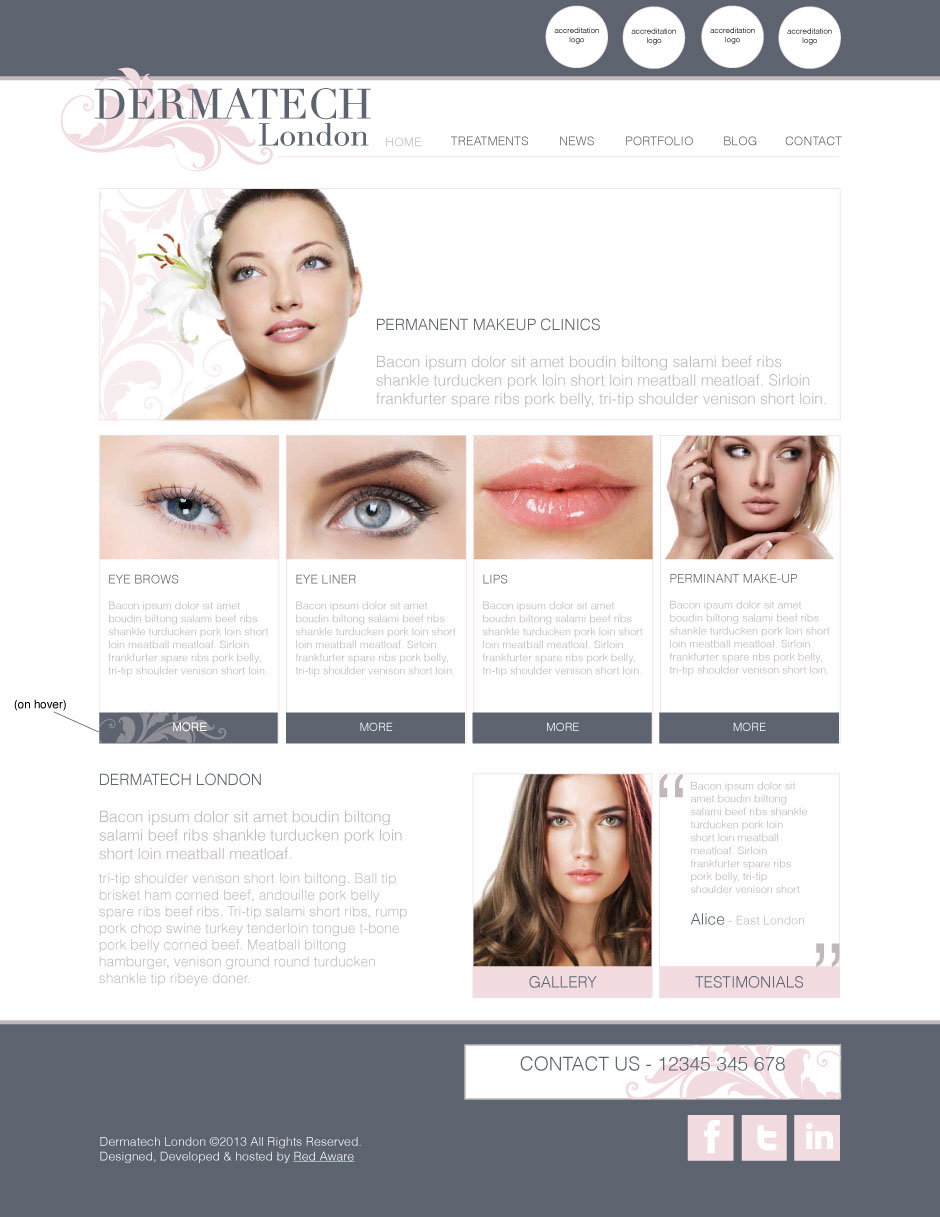 accreditation
logo
accreditation
logo
accreditation
logo
accreditation
logo
DERMATECH
London
HOME TREATMENTS NEWS PORTFOLIO BLOG CONTACT
PERMANENT MAKEUP CLINICS
Bacon ipsum dolor sit amet boudin biltong salami beef ribs
shankle turducken pork loin short loin meatball meatloaf. Sirloin
frankfurter spare ribs pork belly, tri-tip shoulder venison short loin.
EYE BROWS
Bacon ipsum dolor sit amet
boudin biltong salami beef ribs
shankle turducken pork loin short
loin meatball meatloaf. Sirloin
frankfurter spare ribs pork belly,
tri-tip shoulder venison short loin.
(on hover)
MORE
EYE LINER
Bacon ipsum dolor sit amet
boudin biltong salami beef ribs
shankle turducken pork loin short
loin meatball meatloaf. Sirloin
frankfurter spare ribs pork belly,
tri-tip shoulder venison short loin.
MORE
LIPS
Bacon ipsum dolor sit amet
boudin biltong salami beef ribs
shankle turducken pork loin short
loin meatball meatloaf. Sirloin
frankfurter spare ribs pork belly,
tri-tip shoulder venison short loin.
MORE
PERMINANT MAKE-UP
Bacon ipsum dolor sit amet
boudin biltong salami beef ribs
shankle turducken pork loin short
loin meatball meatloaf. Sirloin
frankfurter spare ribs pork belly,
tri-tip shoulder venison short loin.
MORE
DERMATECH LONDON
Bacon ipsum dolor sit amet boudin biltong
salami beef ribs shankle turducken pork loin
short loin meatball meatloaf.
tri-tip shoulder venison short loin biltong. Ball tip
brisket ham corned beef, andouille pork belly
spare ribs beef ribs. Tri-tip salami short ribs, rump
pork chop swine turkey tenderloin tongue t-bone
pork belly corned beef. Meatball biltong
hamburger, venison ground round turducken
shankle tip ribeye doner.
GALLERY
“
Bacon ipsum dolor sit
amet boudin biltong
salami beef ribs shankle
turducken pork loin
short loin meatball
meatloaf. Sirloin
frankfurter spare ribs
pork belly, tri-tip
shoulder venison short
Alice - East London
”
TESTIMONIALS
CONTACT US - 12345 345 678
Dermatech London ©2013 All Rights Reserved.
Designed, Developed & hosted by Red Aware
f t in